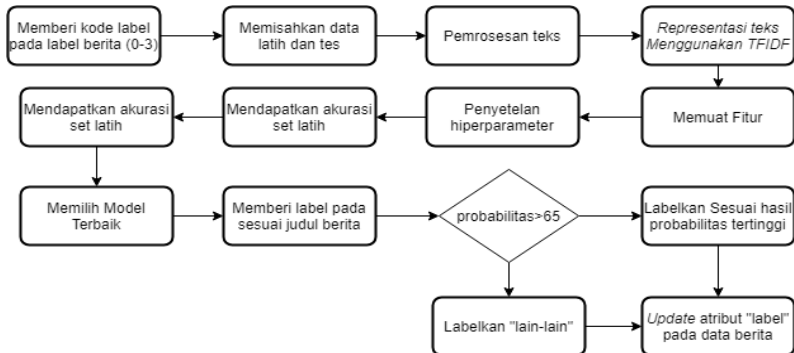 Memberi kode label
pada label berita (0-3)
Memisahkan data
latih dan tes
Pemrosesan teks
Representasi teks
Menggunakan TFIDF
Memuat Fitur
Penyetelan
hiperparameter
Mendapatkan akurasi
set latih
Mendapatkan akurasi
set latih
Memilih Model
Terbaik
Memberi label pada
sesuai judul berita
probabilitas>65
Labelkan Sesuai hasil
probabilitas tertinggi
Labelkan "lain-lain"
Update atribut "label"
pada data berita